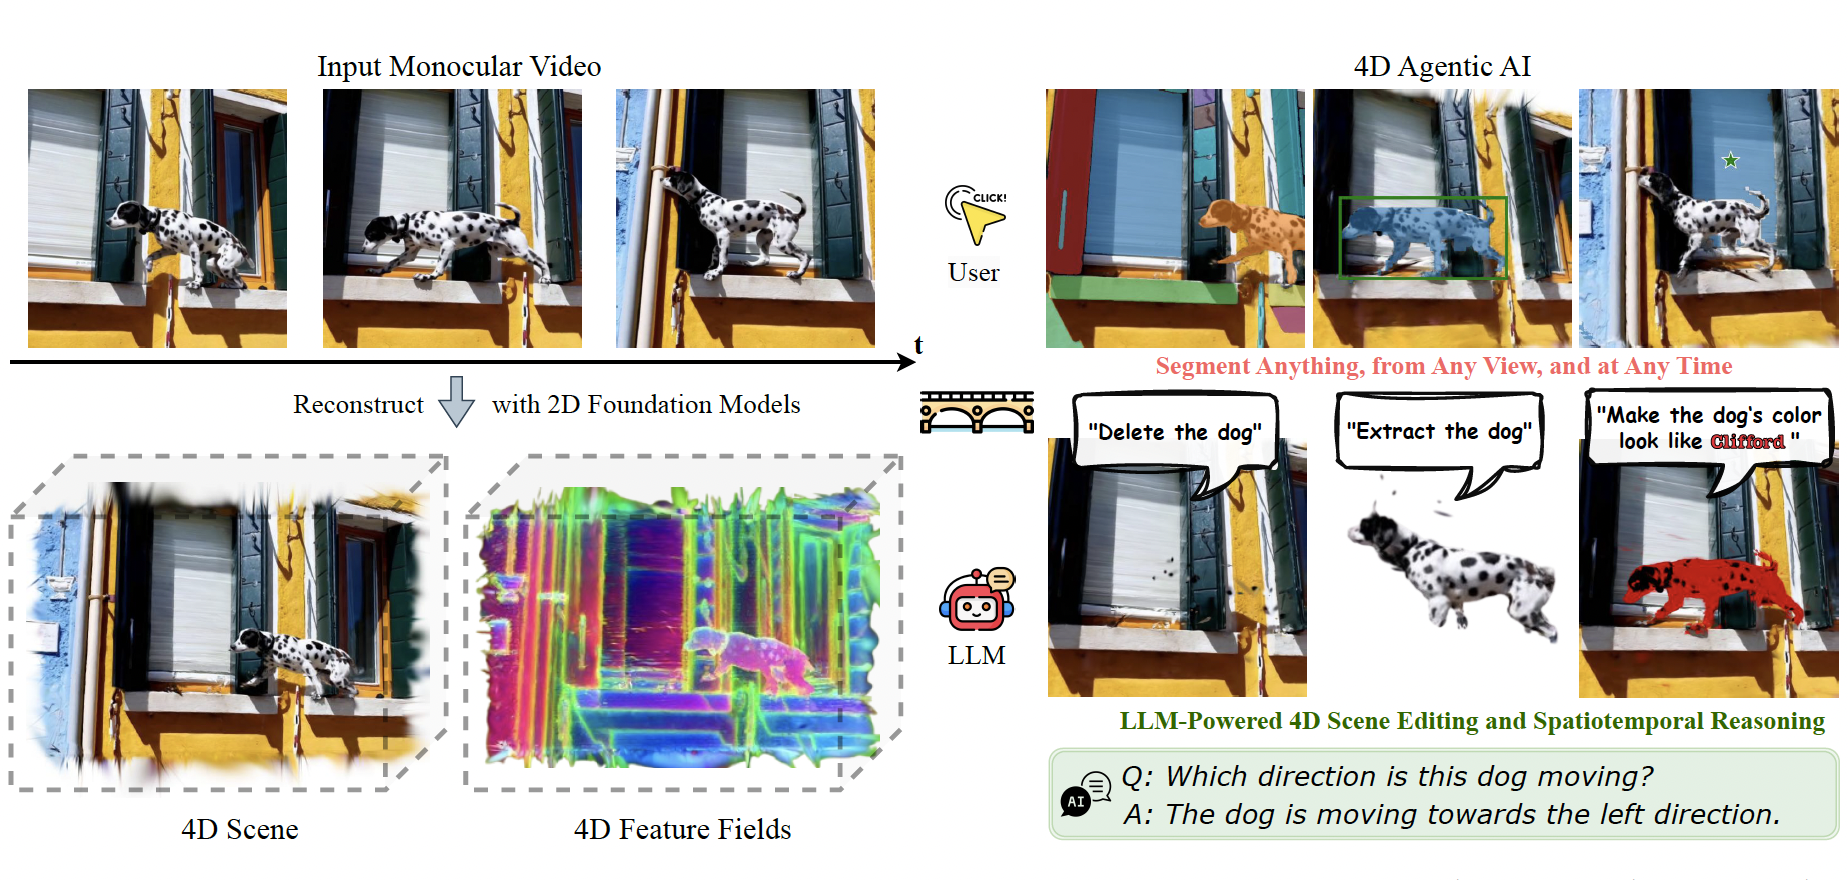 Input Monocular Video
4D Agentic AI
CLICK!
User
t
Segment Anything, from Any View, and at Any Time
Reconstruct
with 2D Foundation Models
"Delete the dog"
"Extract the dog"
"Make the dog's color
look like Clifford "
LLM
LLM-Powered 4D Scene Editing and Spatiotemporal Reasoning
AI
Q: Which direction is this dog moving?
A: The dog is moving towards the left direction.
4D Scene
4D Feature Fields